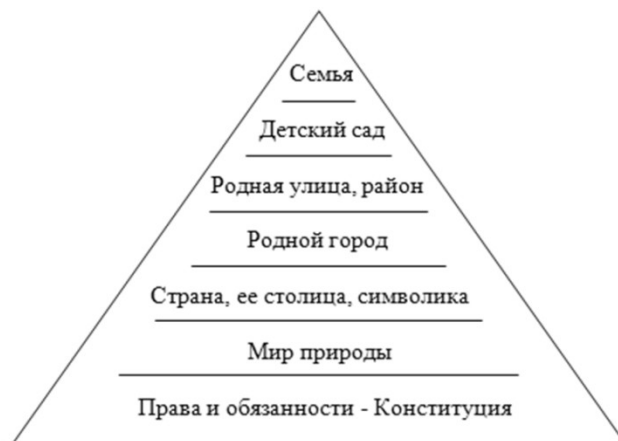 Семья
Детский сад
Родная улица, район
Родной город
Страна, ее столица, символика
Мир природы
Права и обязанности - Конституция